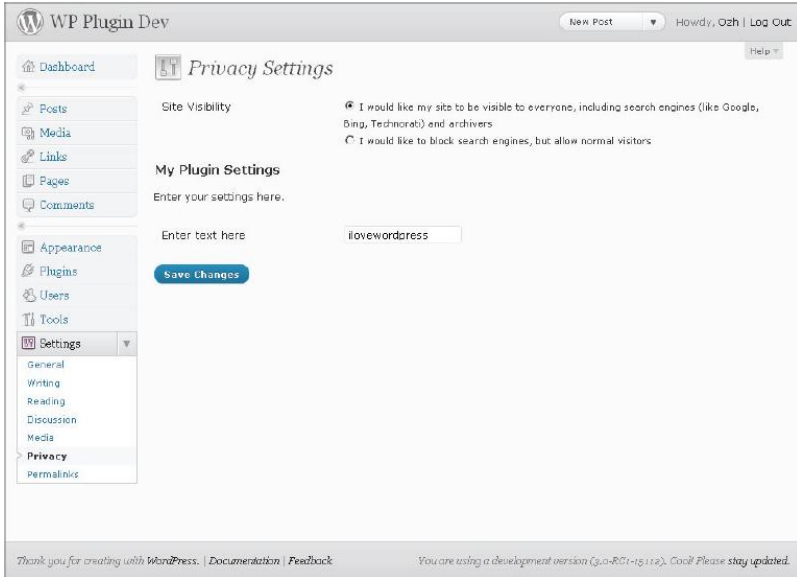 WP Plugin Dev
New Post
Howdy, Ozh | Log Out
Help
Dashboard
Posts
Media
Links
Pages
Comments
Appearance
Plugins
Users
Tools
Settings
General
Writing
Reading
Discussion
Media
Privacy
Permalinks
Privacy Settings
Site Visibility
I would like my site to be visible to everyone, including search engines (like Google,
Bing, Technorati) and archivers
I would like to block search engines, but allow normal visitors
My Plugin Settings
Enter your settings here.
Enter text here
ilovewordpress
Save Changes
Thank you for creating with WordPress. | Documentation | Feedback
You are using a development version (3.0-RC1-15112). Cool! Please stay updated.